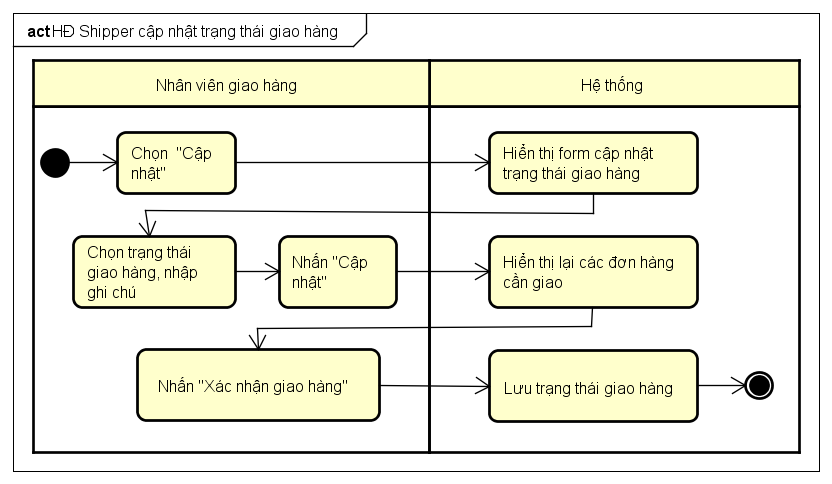 act HĐ Shipper cập nhật trạng thái giao hàng
Nhân viên giao hàng
Hệ thống
Chọn "Cập
nhật"
Hiển thị form cập nhật
trạng thái giao hàng
Chọn trạng thái
giao hàng, nhập
ghi chú
Nhấn "Cập
nhật"
Hiển thị lại các đơn hàng
cần giao
Nhấn "Xác nhận giao hàng"
Lưu trạng thái giao hàng